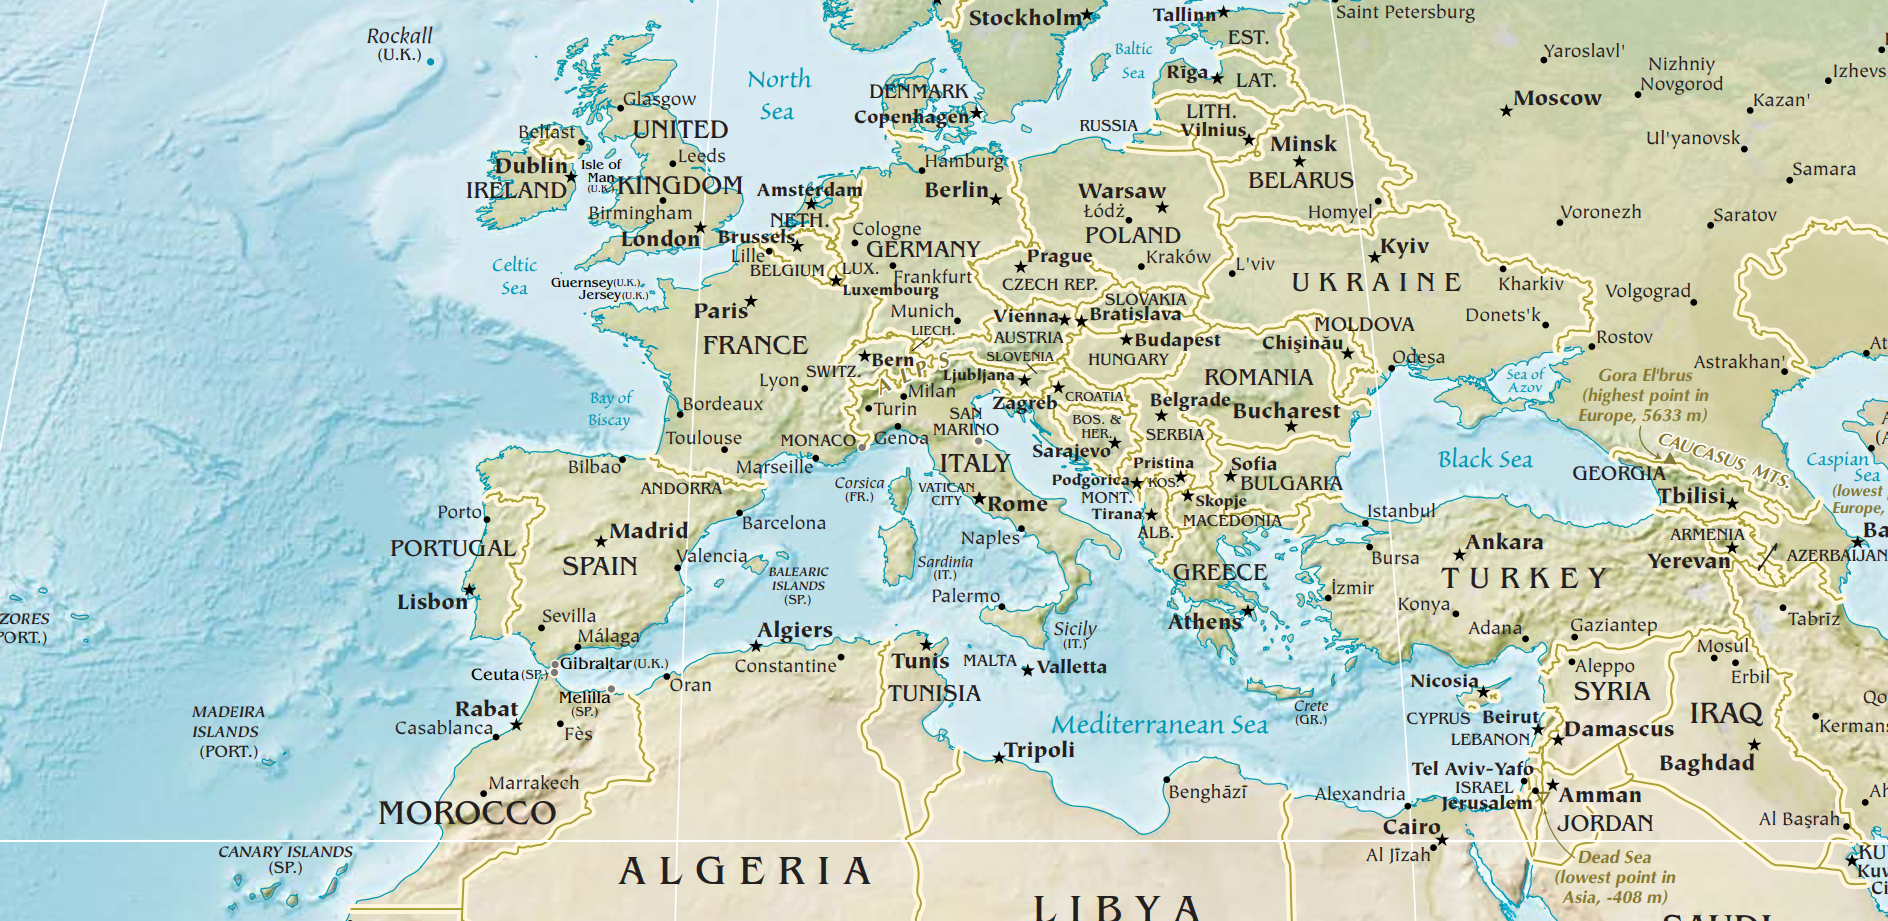 Stockholm
Tallinn
Saint Petersburg
Rockall
(U.K.)
EST.
Baltic
Sea
Yaroslavl'
Nizhniy
Novgorod
Izhevs
North
Sea
Rīga
LAT.
DENMARK
Copenhagen
Glasgow
Moscow
Kazan'
UNITED
KINGDOM
Belfast
LITH.
Vilnius
RUSSIA
Minsk
BELARUS
Ul'yanovsk
Samara
Dublin
IRELAND
Isle of
Man
(U.K.)
Leeds
Hamburg
Berlin
Amsterdam
NETH.
Warsaw
Łódź
POLAND
Homyel
Voronezh
Saratov
Birmingham
London
Brussels
Lille
BELGIUM
Cologne
GERMANY
LUX.
Frankfurt
Luxembourg
Prague
CZECH REP.
Kraków
L'viv
Kyiv
UKRAINE
Kharkiv
Volgograd
Celtic
Sea
Guernsey(U.K.)
Jersey(U.K.)
Paris
FRANCE
Munich
LIECH.
Vienna
AUSTRIA
SLOVAKIA
Bratislava
Budapest
HUNGARY
MOLDOVA
Chişinău
Donets'k
Rostov
Odesa
Astrakhan'
At
Bern
SWITZ.
ALPS
SLOVENIA
Ljubljana
Zagreb
CROATIA
ROMANIA
Bucharest
Belgrade
SERBIA
Sea of
Azov
Gora El'brus
(highest point in
Europe, 5633 m)
Lyon
Milan
Turin
Genoa
SAN
MARINO
Bay of
Biscay
Bordeaux
Toulouse
MONACO
Marseille
BOS. &
HER.
Sarajevo
ITALY
Black Sea
CAUCASUS MTS.
GEORGIA
Tbilisi
Caspian
Sea
(lowest
Europe,
Bilbao
ANDORRA
Corsica
(FR.)
VATICAN
CITY
Rome
Pristina
KOS.
Podgorica
MONT.
Sofia
BULGARIA
Skopje
MACEDONIA
Tirana
ALB.
Porto
PORTUGAL
Madrid
SPAIN
Barcelona
Valencia
Naples
Istanbul
Bursa
Ankara
TURKEY
ARMENIA
Yerevan
AZERBAIJAN
Ba
BALEARIC
ISLANDS
(SP.)
Sardinia
(IT.)
Palermo
GREECE
Athens
İzmir
Konya
Adana
Gaziantep
Tabrīz
ZORES
PORT.)
Lisbon
Sevilla
Málaga
Gibraltar(U.K.)
Ceuta(SP.)
Melilla
(SP.)
Oran
Algiers
Constantine
Tunis
TUNISIA
Sicily
(IT.)
MALTA
Valletta
Crete
(GR.)
Nicosia
CYPRUS
Aleppo
SYRIA
Mosul
Erbil
Qo
Rabat
Casablanca
Fès
MADEIRA
ISLANDS
(PORT.)
Mediterranean Sea
Beirut
LEBANON
Damascus
IRAQ
Baghdad
Kermans
Tripoli
Marrakech
MOROCCO
Benghāzī
Alexandria
Tel Aviv-Yafo
ISRAEL
Jerusalem
Amman
JORDAN
Al Başrah
Ah
Cairo
Al Jīzah
Dead Sea
(lowest point in
Asia, -408 m)
KU
Kuw
Ci
CANARY ISLANDS
(SP.)
ALGERIA
LIBYA
SAUDI